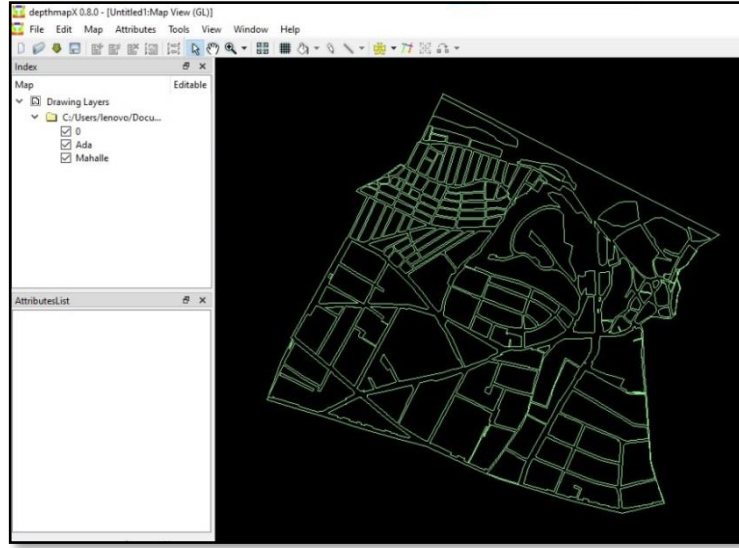 depthmapX 0.8.0 - [Untitled1:Map View (GL)]
File Edit Map Attributes Tools View Window Help
Index
Map Editable
Drawing Layers
C:/Users/lenovo/Docu...
0
Ada
Mahalle
AttributesList